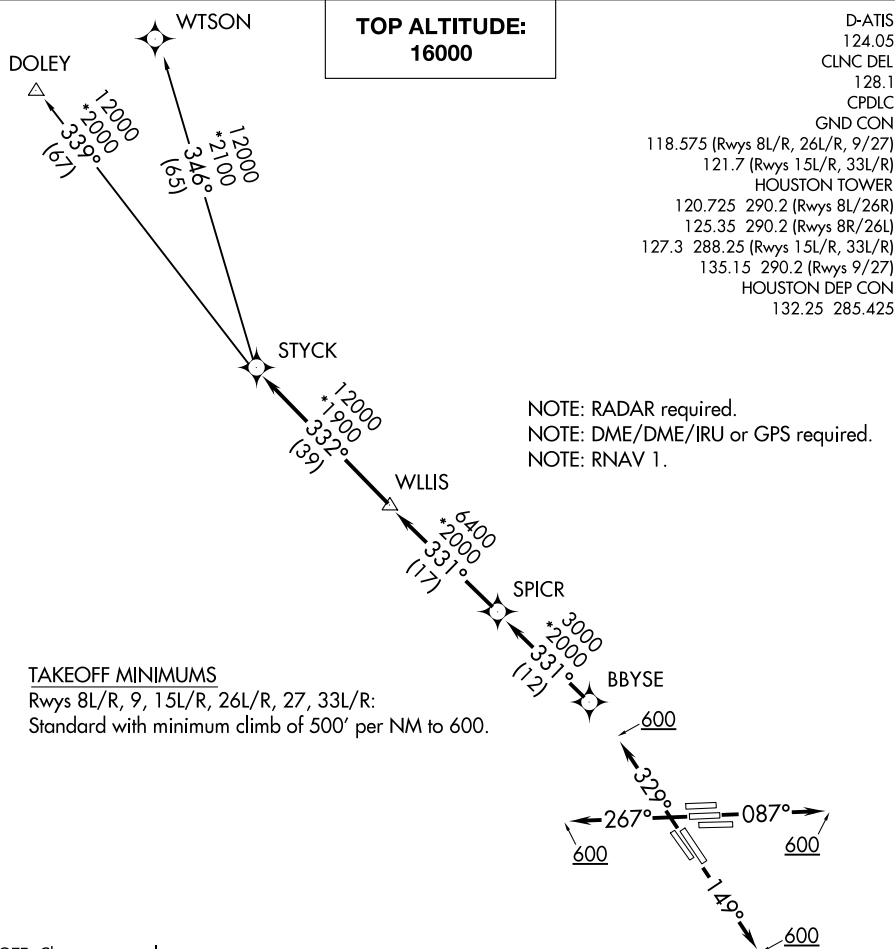 WTSON
TOP ALTITUDE:
16000
D-ATIS
124.05
CLNC DEL
128.1
CPDLC
GND CON
118.575 (Rwys 8L/R, 26L/R, 9/27)
121.7 (Rwys 15L/R, 33L/R)
HOUSTON TOWER
120.725 290.2 (Rwys 8L/26R)
125.35 290.2 (Rwys 8R/26L)
127.3 288.25 (Rwys 15L/R, 33L/R)
135.15 290.2 (Rwys 9/27)
HOUSTON DEP CON
132.25 285.425
DOLEY
12000
*2000
339°
(67)
12000
*2100
346°
(65)
STYCK
12000
*1900
332°
(39)
NOTE: RADAR required.
NOTE: DME/DME/IRU or GPS required.
NOTE: RNAV 1.
WLLIS
6400
*2000
331°
(17)
SPICR
3000
*2000
331°
(12)
BBYSE
TAKEOFF MINIMUMS
Rwys 8L/R, 9, 15L/R, 26L/R, 27, 33L/R:
Standard with minimum climb of 500' per NM to 600.
600
329°
267°
087°
600
600
149°
600